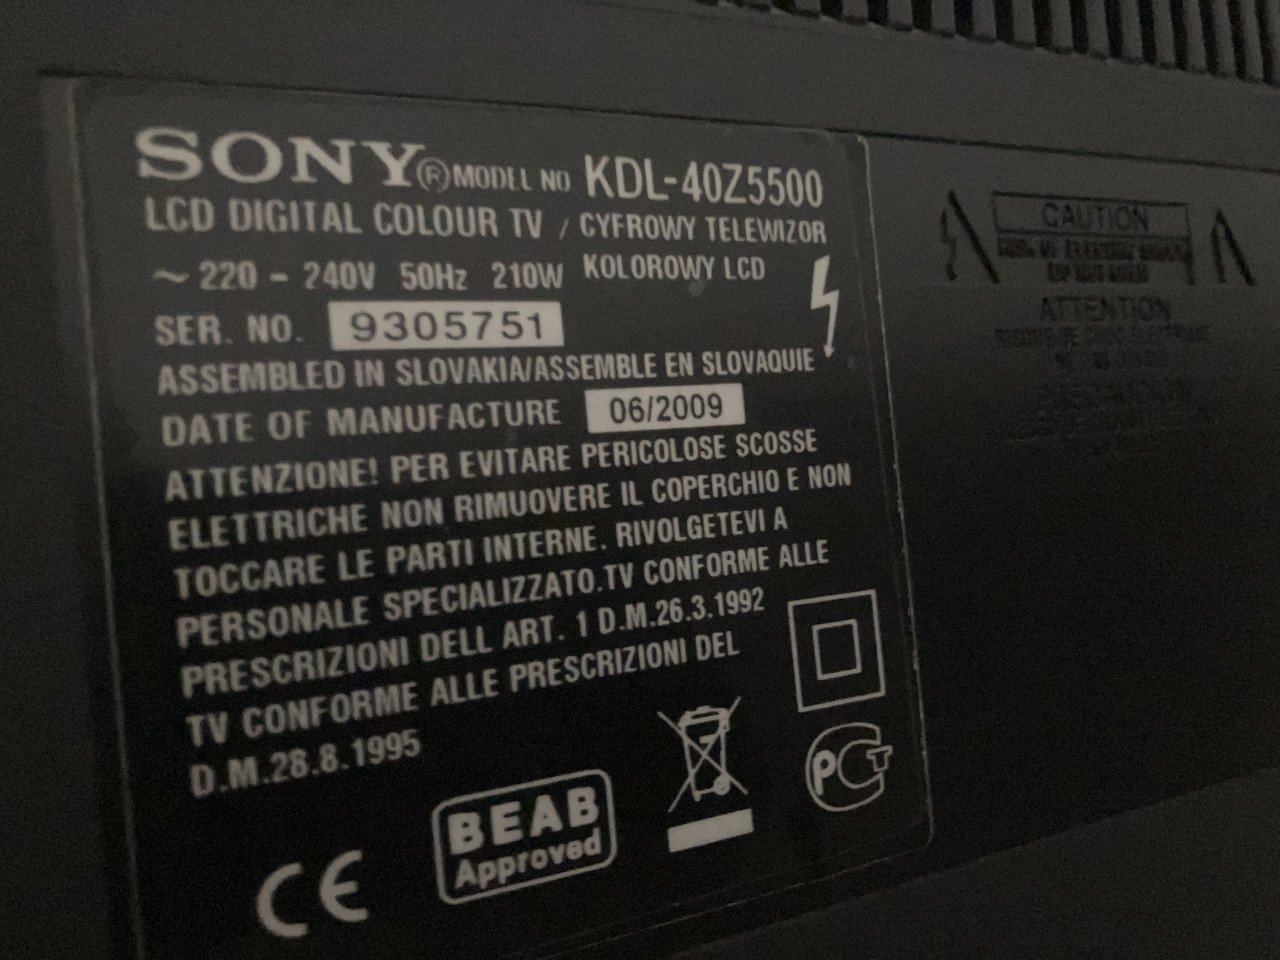 SONY® MODEL NO KDL-40Z5500
LCD DIGITAL COLOUR TV / CYFROWY TELEWIZOR
~ 220 - 240V 50Hz 210W KOLOROWY LCD
SER. NO. 9305751
ASSEMBLED IN SLOVAKIA/ASSEMBLE EN SLOVAQUIE
DATE OF MANUFACTURE 06/2009
ATTENZIONE! PER EVITARE PERICOLOSE SCOSSE
ELETTRICHE NON RIMUOVERE IL COPERCHIO E NON
TOCCARE LE PARTI INTERNE. RIVOLGETEVI A
PERSONALE SPECIALIZZATO.TV CONFORME ALLE
PRESCRIZIONI DELL ART. 1 D.M.26.3.1992
TV CONFORME ALLE PRESCRIZIONI DEL
D.M.28.8.1995
CE
BEAB
Approved
PCT
CAUTION
ATTENTION